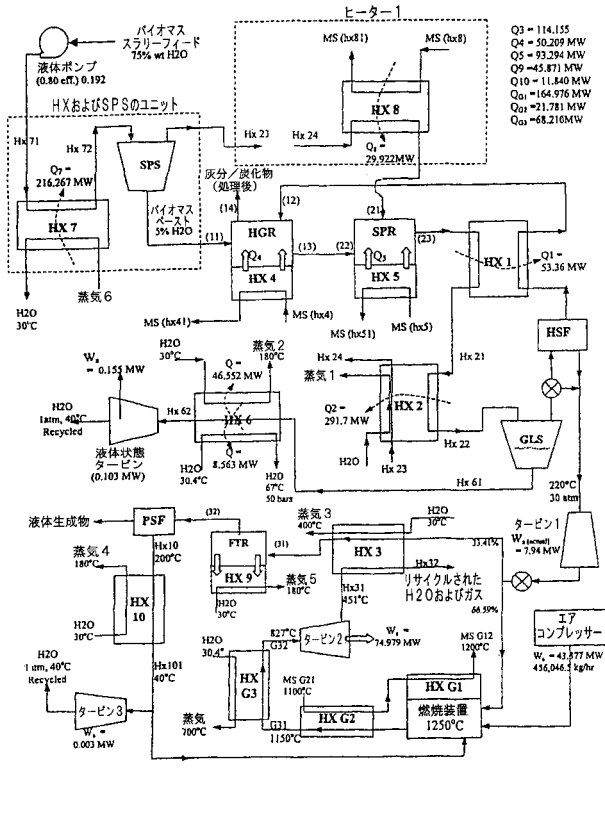 ヒーター1
バイオマス
スラリーフィード
75% wt H2O
液体ポンプ
(0.80 eff.) 0.192
MS (hx81)
MS (hx8)
HX 8
29.922MW
Q3 = 114.155
Q4 = 50.209 MW
Q5 = 93.294 MW
Q9 = 45.871 MW
Q10 = 11.840 MW
QG1 = 164.976 MW
QG2 = 21.781 MW
QG3 = 68.210MW
HXおよびSPSのユニット
Hx 71
Hx 72
SPS
Q7 =
216,267 MW
HX 7
バイオマス
ペースト
5% H2O
H2O
30℃
蒸気6
Hx 23
Hx 24
灰分/炭化物
(処理後)
(14)
(12)
(11)
HGR
Q4
HX 4
(13)
(22)
(21)
SPR
Q5
HX 5
(23)
HX 1
Q1=
53.36 MW
MS (hx41)
MS (hx4)
MS (hx51)
MS (hx5)
HSF
Hx 21
Hx 24
蒸気1
HX 2
Q2 =
291.7 MW
H2O
Hx 23
Hx 22
GLS
Hx 61
220℃
30 atm
= 0.155 MW
H2O
1atm, 40℃
Recycled
液体状態
タービン
(0.103 MW)
Hx 62
H2O
30℃
蒸気2
180℃
Q =
46.552 MW
HX 6
H2O
30.4℃
Q =
8.563 MW
H2O
67℃
50 bars
タービン1
W2 (actual)
= 7.94 MW
液体生成物
PSF
(32)
FTR
HX 9
(31)
蒸気3
400℃
H2O
30℃
HX 3
33.41%
Hx32
Hx31
451℃
リサイクルされた
H2Oおよびガス
66.59%
蒸気4
180℃
Hx10
200℃
H2O
30℃
HX
10
H2O
30℃
蒸気5
180℃
827℃
G32
タービン2
74.979 MW
エア
コンプレッサー
H2O
1 atm, 40℃
Recycled
Hx101
40℃
タービン3
0.003 MW
H2O
30.4°
HX
G3
蒸気
700℃
G31
1150℃
MS G21
1100℃
HX G2
MS G12
1200℃
HX G1
燃焼装置
1250℃